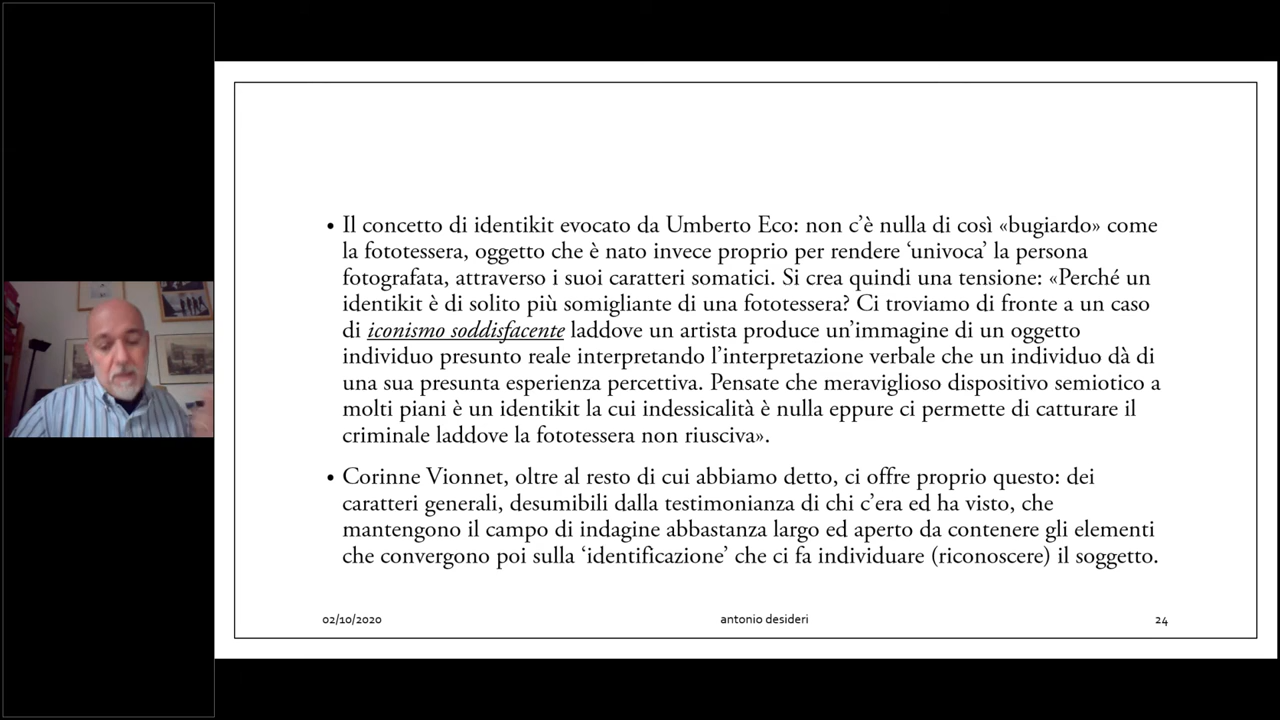 • Il concetto di identikit evocato da Umberto Eco: non c’è nulla di così «bugiardo» come
la fototessera, oggetto che è nato invece proprio per rendere ‘univoca’ la persona
fotografata, attraverso i suoi caratteri somatici. Si crea quindi una tensione: «Perché un
identikit è di solito più somigliante di una fototessera? Ci troviamo di fronte a un caso
di iconismo soddisfacente laddove un artista produce un’immagine di un oggetto
individuo presunto reale interpretando l’interpretazione verbale che un individuo dà di
una sua presunta esperienza percettiva. Pensate che meraviglioso dispositivo semiotico a
molti piani è un identikit la cui indessicalità è nulla eppure ci permette di catturare il
criminale laddove la fototessera non riusciva».
• Corinne Vionnet, oltre al resto di cui abbiamo detto, ci offre proprio questo: dei
caratteri generali, desumibili dalla testimonianza di chi c’era ed ha visto, che
mantengono il campo di indagine abbastanza largo ed aperto da contenere gli elementi
che convergono poi sulla ‘identificazione’ che ci fa individuare (riconoscere) il soggetto.
02/10/2020 antonio desideri 24